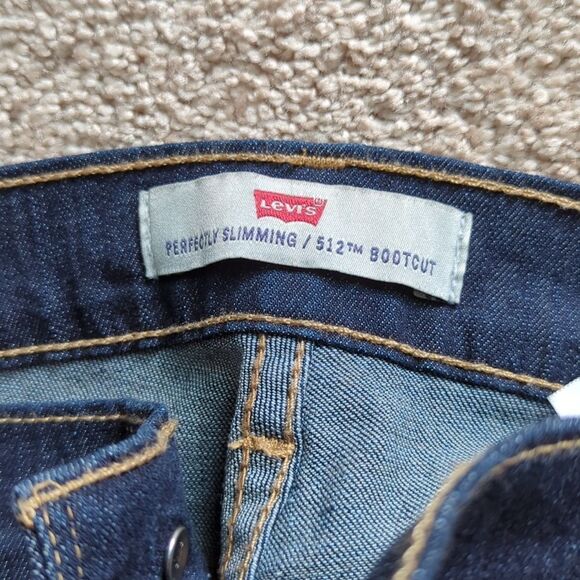 Levi's®
PERFECTLY SLIMMING / 512™ BOOTCUT